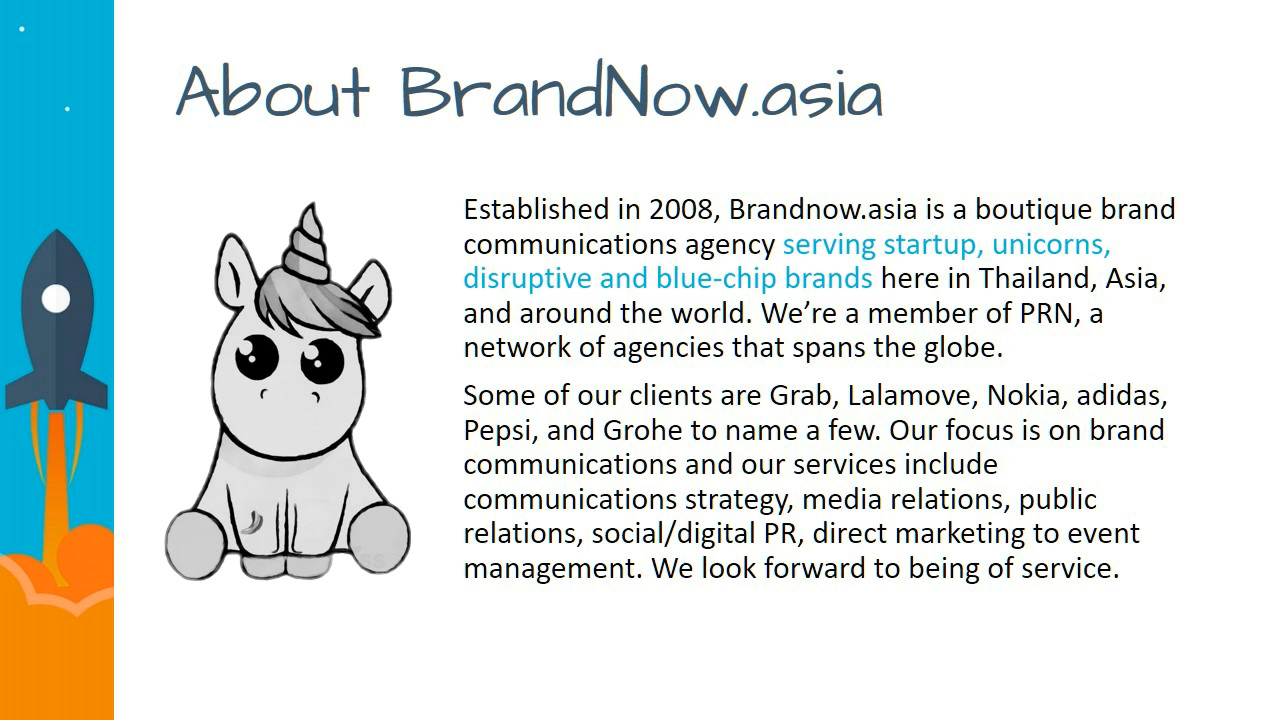 About BrandNow.asia
Established in 2008, Brandnow.asia is a boutique brand
communications agency serving startup, unicorns,
disruptive and blue-chip brands here in Thailand, Asia,
and around the world. We’re a member of PRN, a
network of agencies that spans the globe.
Some of our clients are Grab, Lalamove, Nokia, adidas,
Pepsi, and Grohe to name a few. Our focus is on brand
communications and our services include
communications strategy, media relations, public
relations, social/digital PR, direct marketing to event
management. We look forward to being of service.